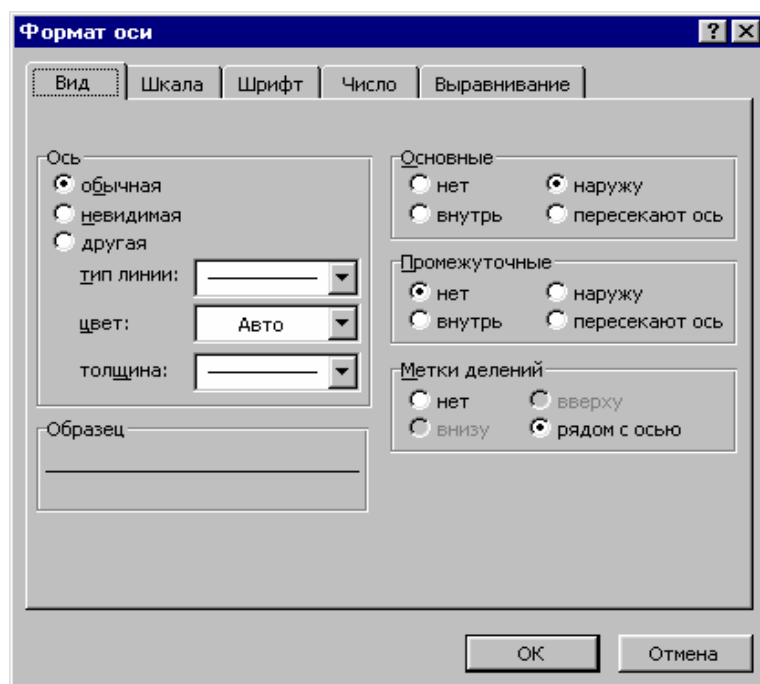 Формат оси
Вид Шкала Шрифт Число Выравнивание
Ось
обычная
невидимая
другая
тип линии:
цвет: Авто
толщина:
Образец
Основные
нет наружу
внутрь пересекают ось
Промежуточные
нет наружу
внутрь пересекают ось
Метки делений
нет вверху
внизу рядом с осью
OK Отмена